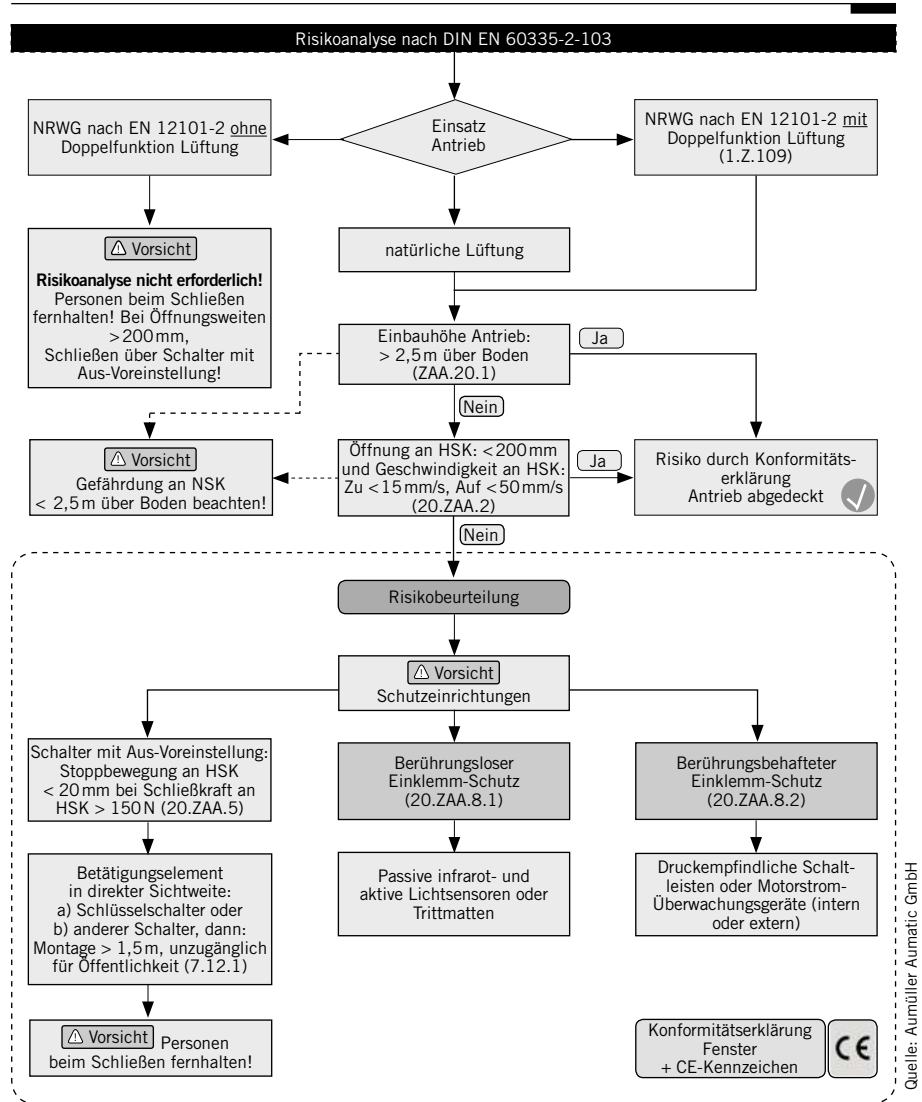 Risikoanalyse nach DIN EN 60335-2-103
Einsatz
Antrieb
NRWG nach EN 12101-2 ohne
Doppelfunktion Lüftung
NRWG nach EN 12101-2 mit
Doppelfunktion Lüftung
(1.Z.109)
⚠ Vorsicht
Risikoanalyse nicht erforderlich!
Personen beim Schließen
fernhalten! Bei Öffnungsweiten
>200mm,
Schließen über Schalter mit
Aus-Voreinstellung!
natürliche Lüftung
Einbauhöhe Antrieb:
> 2,5m über Boden
(ZAA.20.1)
Ja
Nein
⚠ Vorsicht
Gefährdung an NSK
< 2,5m über Boden beachten!
Öffnung an HSK: <200mm
und Geschwindigkeit an HSK:
Zu <15mm/s, Auf <50mm/s
(20.ZAA.2)
Ja
Risiko durch Konformitäts-
erklärung
Antrieb abgedeckt
Nein
Risikobeurteilung
⚠ Vorsicht
Schutzeinrichtungen
Schalter mit Aus-Voreinstellung:
Stoppbewegung an HSK
< 20mm bei Schließkraft an
HSK > 150N (20.ZAA.5)
Berührungsloser
Einklemm-Schutz
(20.ZAA.8.1)
Berührungsbehafteter
Einklemm-Schutz
(20.ZAA.8.2)
Betätigungselement
in direkter Sichtweite:
a) Schlüsselschalter oder
b) anderer Schalter, dann:
Montage > 1,5m, unzugänglich
für Öffentlichkeit (7.12.1)
Passive infrarot- und
aktive Lichtsensoren oder
Trittmatten
Druckempfindliche Schalt-
leisten oder Motorstrom-
Überwachungsgeräte (intern
oder extern)
⚠ Vorsicht Personen
beim Schließen fernhalten!
Konformitätserklärung
Fenster
+ CE-Kennzeichen
CE
Quelle: Aumüller Aumatic GmbH